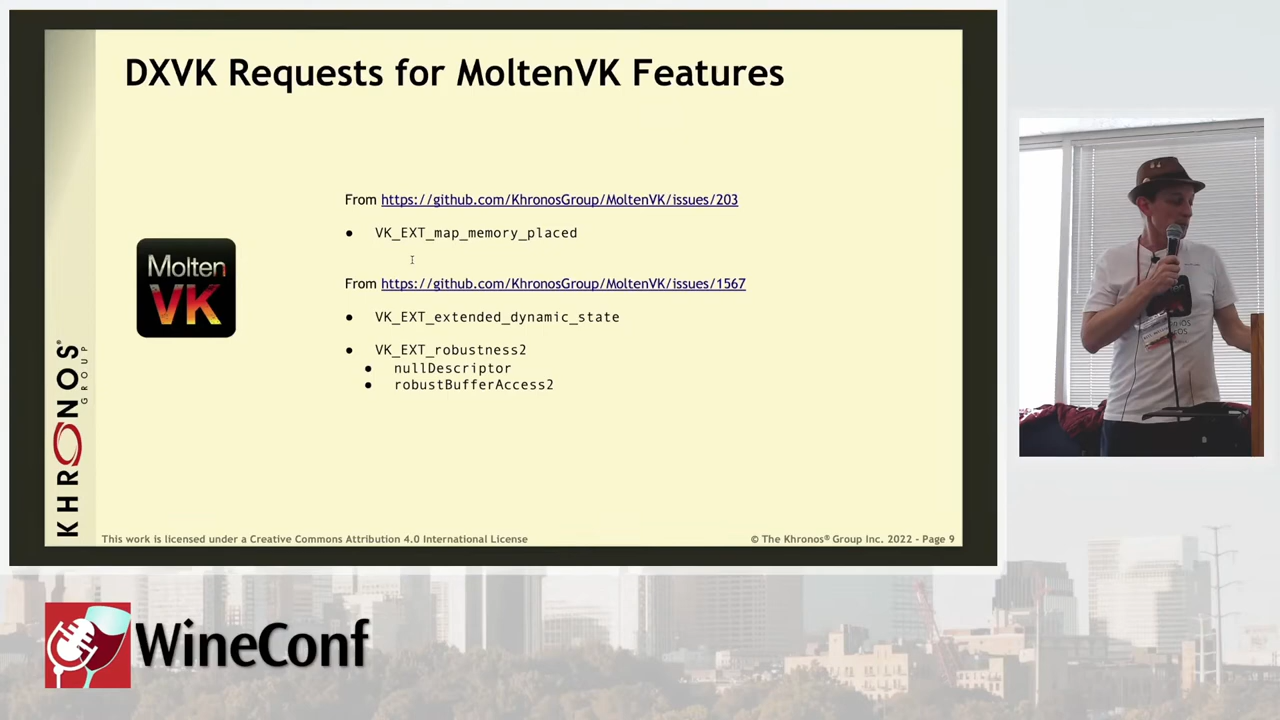 DXVK Requests for MoltenVK Features
From https://github.com/KhronosGroup/MoltenVK/issues/203
● VK_EXT_map_memory_placed
Molten
VK
From https://github.com/KhronosGroup/MoltenVK/issues/1567
● VK_EXT_extended_dynamic_state
● VK_EXT_robustness2
● nullDescriptor
● robustBufferAccess2
KHRONOS
GROUP
This work is licensed under a Creative Commons Attribution 4.0 International License
© The Khronos® Group Inc. 2022 - Page 9
WineConf